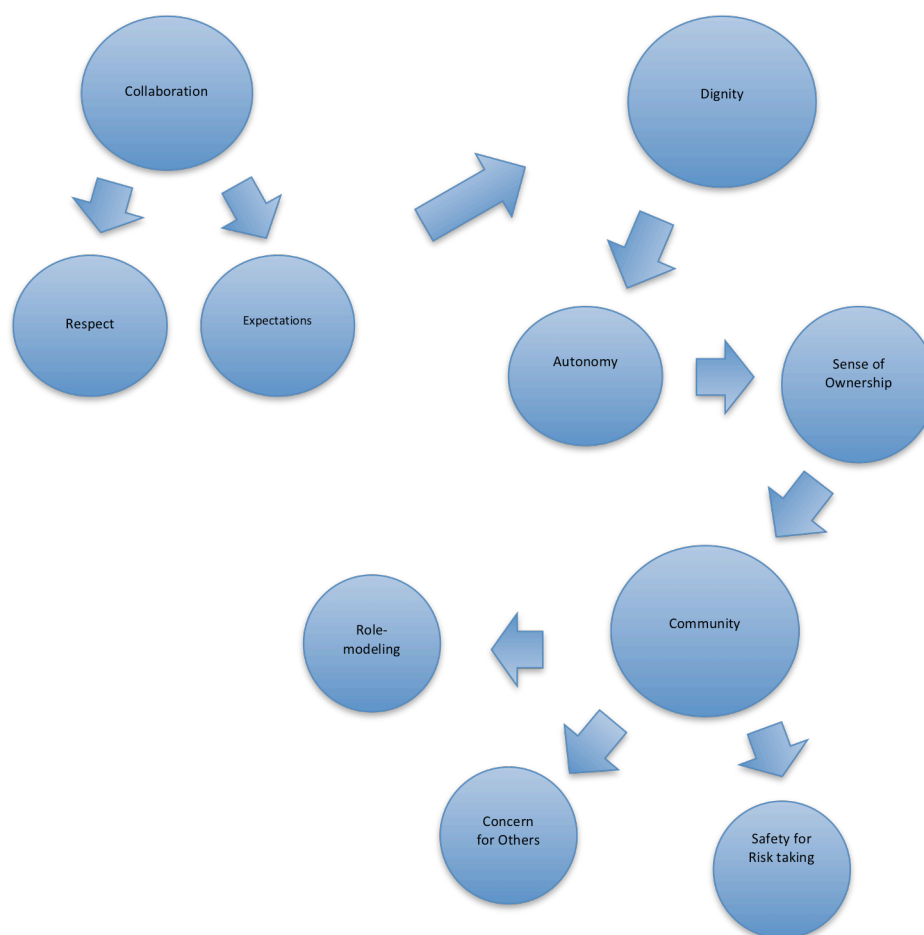 Collaboration
Dignity
Respect
Expectations
Autonomy
Sense of
Ownership
Community
Role-
modeling
Concern
for Others
Safety for
Risk taking